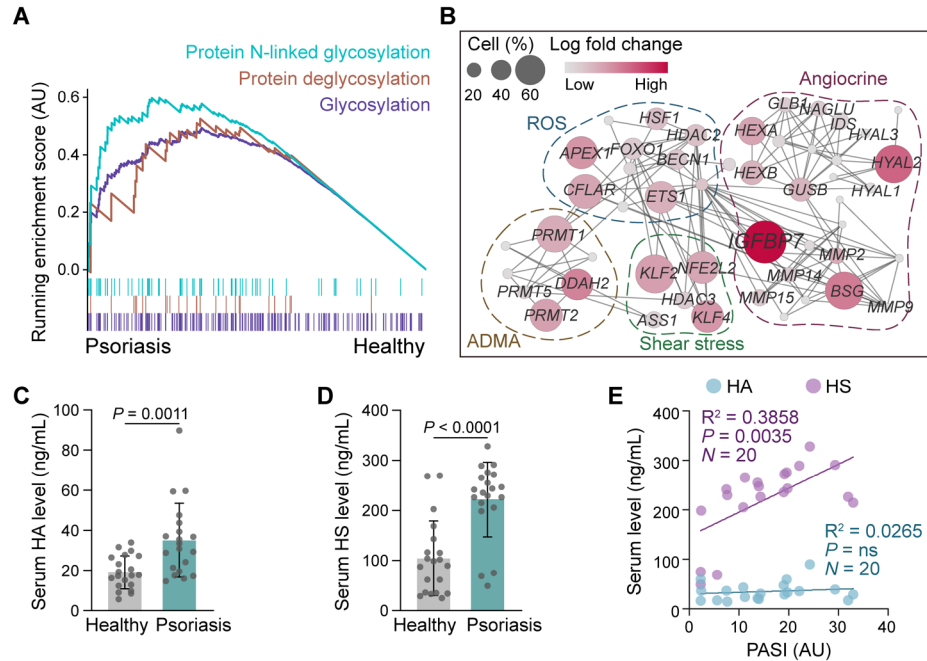 A
Protein N-linked glycosylation
Protein deglycosylation
Glycosylation
Running enrichment score (AU)
0.6
0.4
0.2
0.0
Psoriasis
Healthy
B
Cell (%)
20 40 60
Log fold change
Low High
ROS
Angiocrine
ADMA
Shear stress
HSF1
HDAC2
APEX1
FOXO1
BECN1
CFLAR
ETS1
GLB1
NAGLU
IDS
HEXA
HYAL3
HYAL2
HEXB
GUSB
HYAL1
PRMT1
DDAH2
PRMT5
PRMT2
KLF2
NFE2L2
HDAC3
ASS1
KLF4
IGFBP7
MMP2
MMP14
BSG
MMP15
MMP9
C
Serum HA level (ng/mL)
100
80
60
40
20
0
P = 0.0011
Healthy Psoriasis
D
Serum HS level (ng/mL)
400
300
200
100
0
P < 0.0001
Healthy Psoriasis
E
HA HS
Serum level (ng/mL)
400
300
200
100
0
R² = 0.3858
P = 0.0035
N = 20
R² = 0.0265
P = ns
N = 20
0 10 20 30 40
PASI (AU)